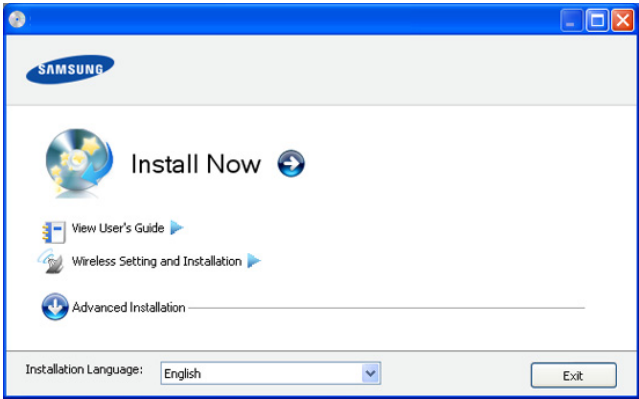 SAMSUNG
Install Now
View User's Guide
Wireless Setting and Installation
Advanced Installation
Installation Language: English
Exit